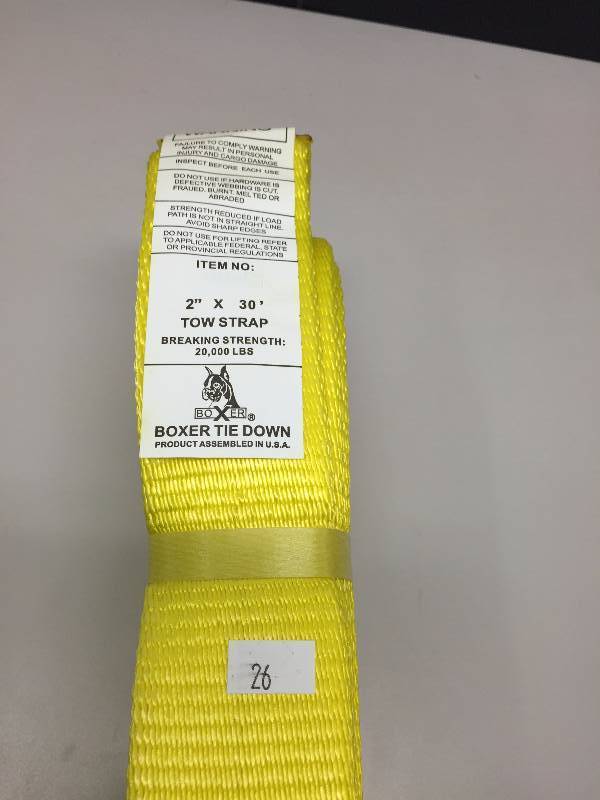 WARNING
FAILURE TO COMPLY WARNING
MAY RESULT IN PERSONAL
INJURY AND CARGO DAMAGE
INSPECT BEFORE EACH USE
DO NOT USE IF HARDWARE IS
DEFECTIVE WEBBING IS CUT.
FRAUED. BURNT. MELTED OR
ABRADED
STRENGTH REDUCED IF LOAD
PATH IS NOT IN STRAIGHT LINE.
AVOID SHARP EDGES
DO NOT USE FOR LIFTING REFER
TO APPLICABLE FEDERAL, STATE
OR PROVINCIAL REGULATIONS
ITEM NO:
2" X 30'
TOW STRAP
BREAKING STRENGTH:
20,000 LBS
BOXER®
BOXER TIE DOWN
PRODUCT ASSEMBLED IN U.S.A.
26